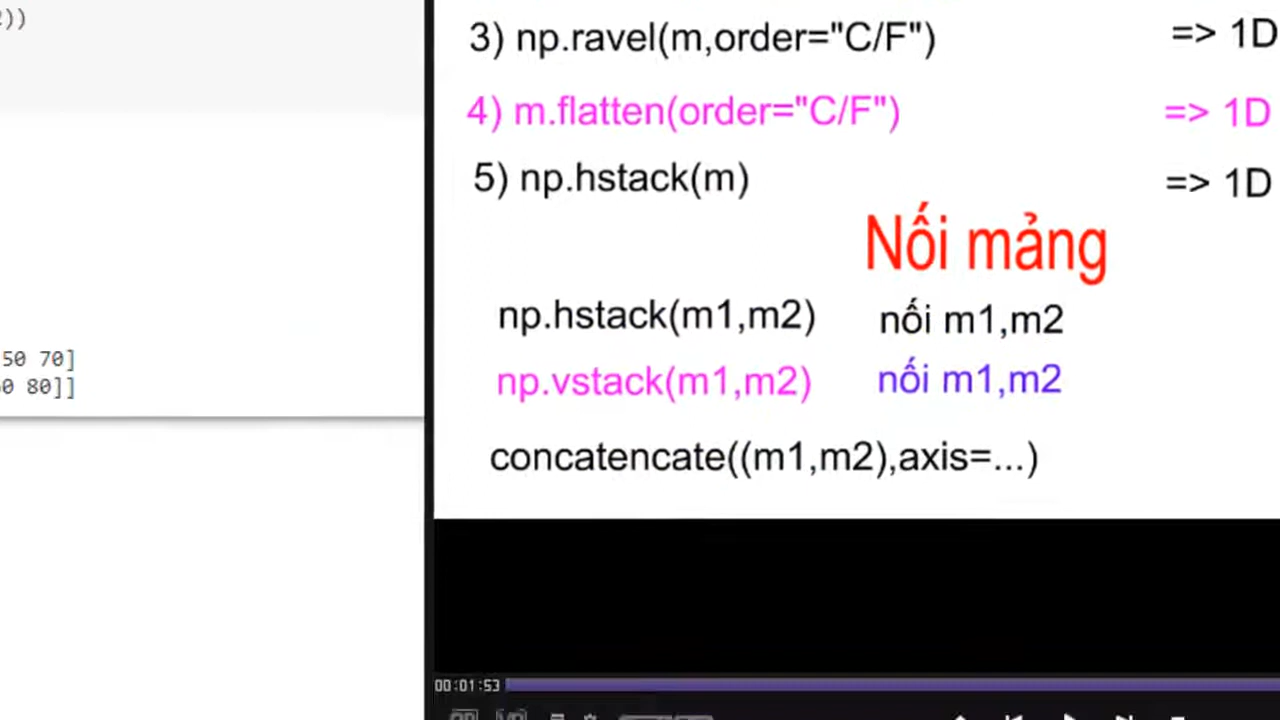 2))
50 70]
0 80]]
3) np.ravel(m,order="C/F") => 1D
4) m.flatten(order="C/F") => 1D
5) np.hstack(m) => 1D
Nối mảng
np.hstack(m1,m2) nối m1,m2
np.vstack(m1,m2) nối m1,m2
concatencate((m1,m2),axis=...)
00:01:53